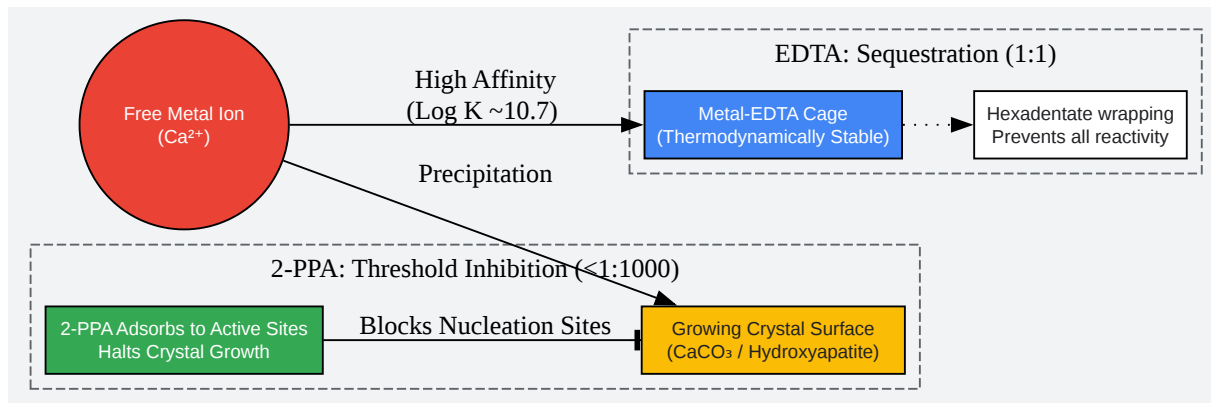 EDTA: Sequestration (1:1)
High Affinity
(Log K ~10.7)
Free Metal Ion
(Ca²⁺)
Metal-EDTA Cage
(Thermodynamically Stable)
Hexadentate wrapping
Prevents all reactivity
Precipitation
2-PPA: Threshold Inhibition (<1:1000)
2-PPA Adsorbs to Active Sites
Halts Crystal Growth
Blocks Nucleation Sites
Growing Crystal Surface
(CaCO₃ / Hydroxyapatite)